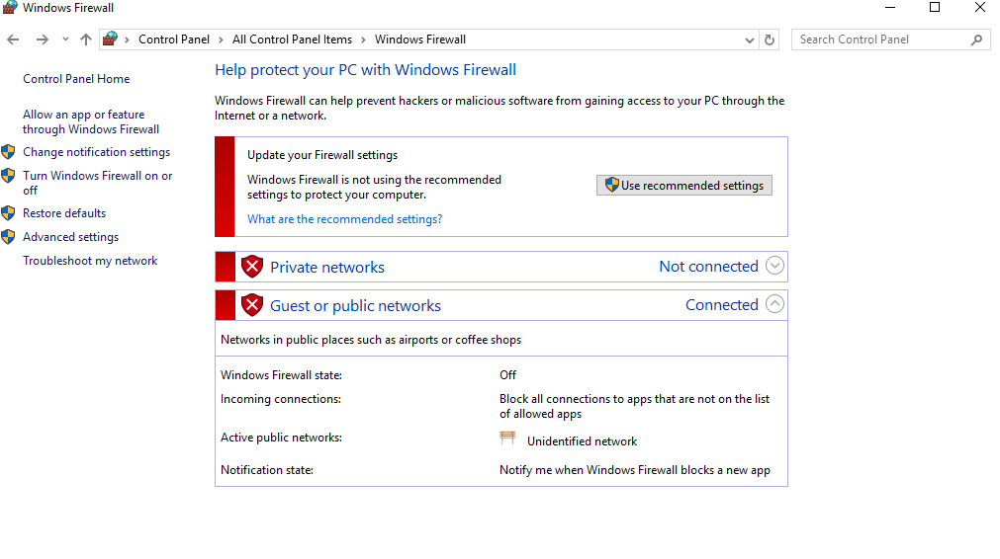 Windows Firewall
Control Panel > All Control Panel Items > Windows Firewall
Search Control Panel
Control Panel Home
Allow an app or feature
through Windows Firewall
Change notification settings
Turn Windows Firewall on or
off
Restore defaults
Advanced settings
Troubleshoot my network
Help protect your PC with Windows Firewall
Windows Firewall can help prevent hackers or malicious software from gaining access to your PC through the
Internet or a network.
Update your Firewall settings
Windows Firewall is not using the recommended
settings to protect your computer.
Use recommended settings
What are the recommended settings?
Private networks
Not connected
Guest or public networks
Connected
Networks in public places such as airports or coffee shops
Windows Firewall state:
Off
Incoming connections:
Block all connections to apps that are not on the list
of allowed apps
Active public networks:
Unidentified network
Notification state:
Notify me when Windows Firewall blocks a new app